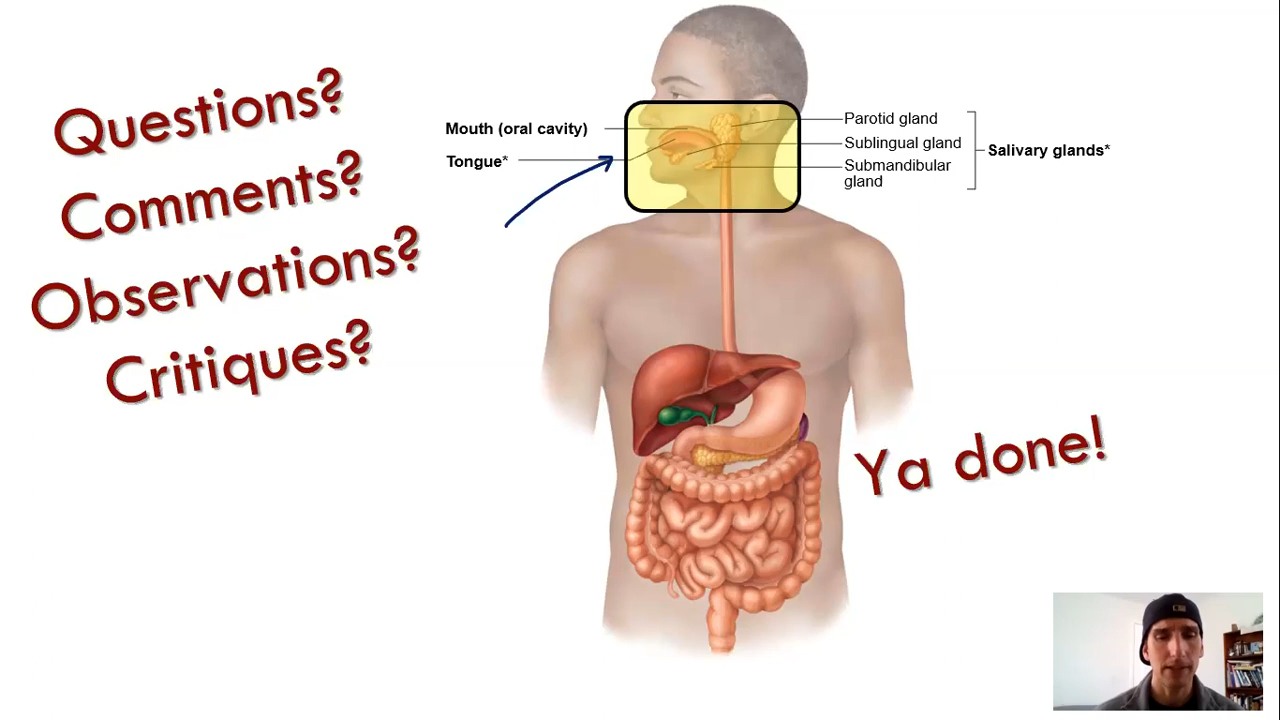 Questions?
Comments?
Observations?
Critiques?
Mouth (oral cavity)
Tongue*
Parotid gland
Sublingual gland
Submandibular
gland
Salivary glands*
Ya done!